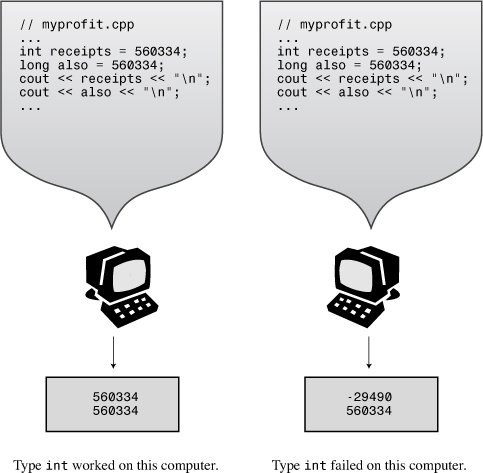 // myprofit.cpp
...
int receipts = 560334;
long also = 560334;
cout << receipts << "\n";
cout << also << "\n";
...
560334
560334
Type int worked on this computer.
// myprofit.cpp
...
int receipts = 560334;
long also = 560334;
cout << receipts << "\n";
cout << also << "\n";
...
-29490
560334
Type int failed on this computer.